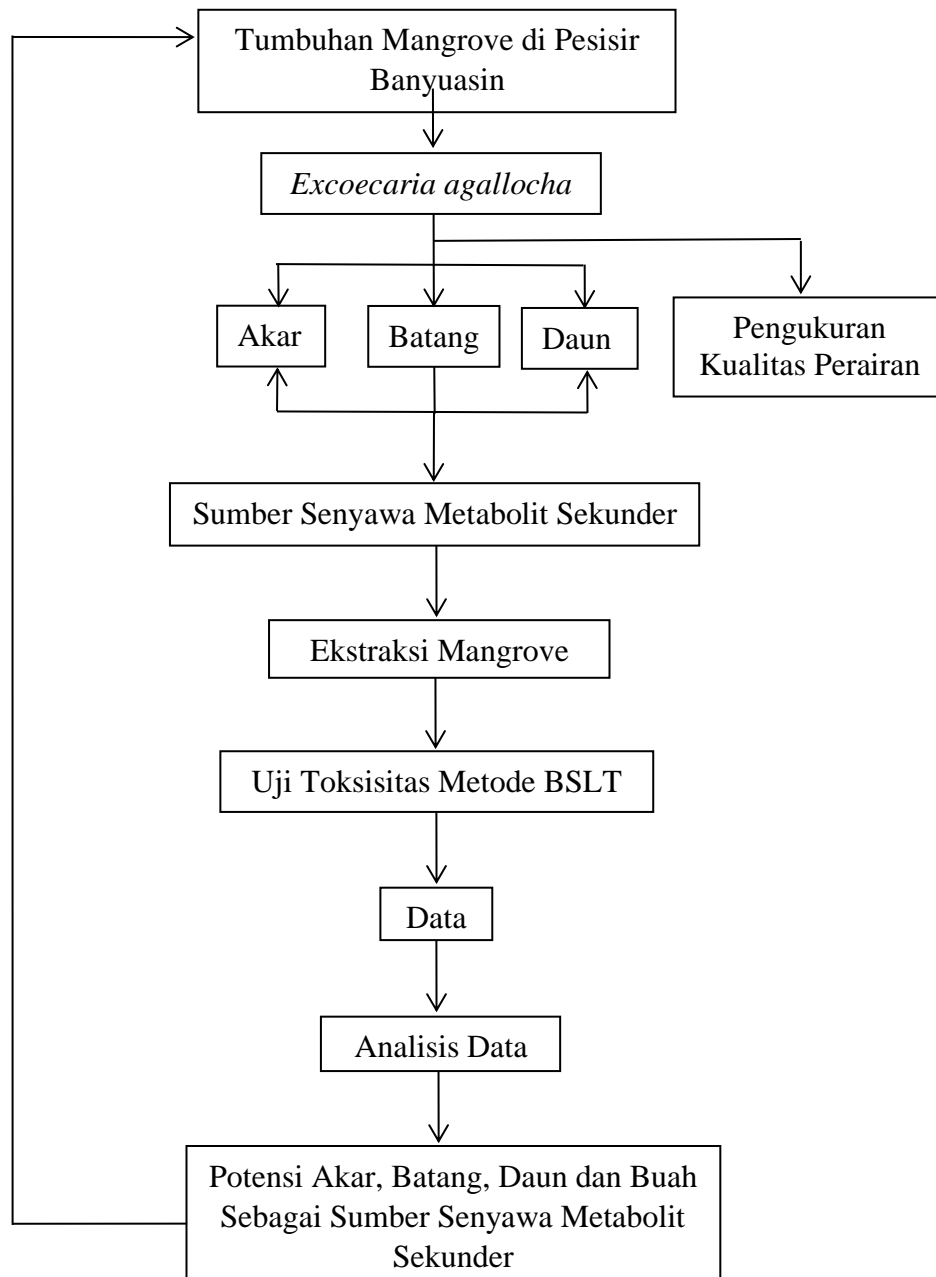 Tumbuhan Mangrove di Pesisir
Banyuasin
Excoecaria agallocha
Akar
Batang
Daun
Pengukuran
Kualitas Perairan
Sumber Senyawa Metabolit Sekunder
Ekstraksi Mangrove
Uji Toksisitas Metode BSLT
Data
Analisis Data
Potensi Akar, Batang, Daun dan Buah
Sebagai Sumber Senyawa Metabolit
Sekunder